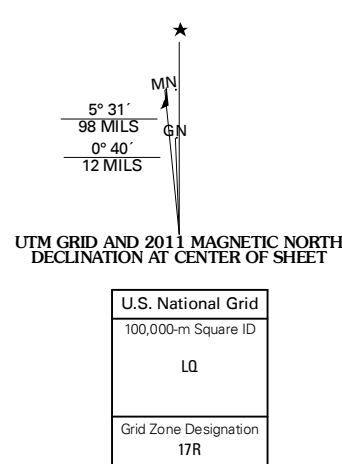 MN
5° 31´
98 MILS
GN
0° 40´
12 MILS
UTM GRID AND 2011 MAGNETIC NORTH
DECLINATION AT CENTER OF SHEET
U.S. National Grid
100,000-m Square ID
LQ
Grid Zone Designation
17R